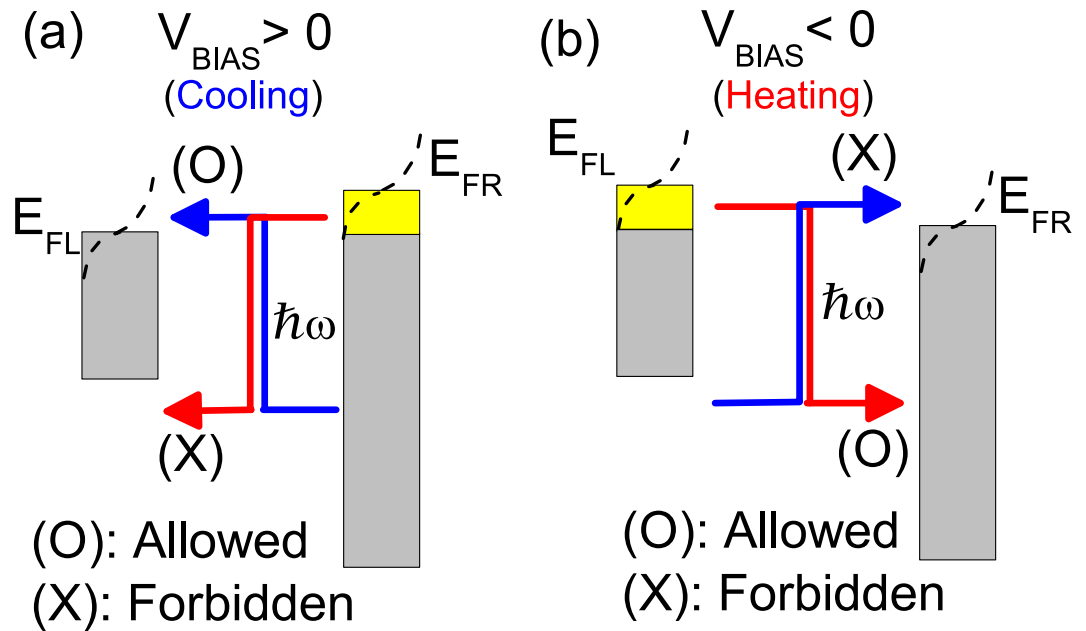 (a) V_BIAS > 0
(Cooling)
(O)
E_FR
E_FL
ħω
(X)
(O): Allowed
(X): Forbidden
(b) V_BIAS < 0
(Heating)
(X)
E_FL
E_FR
ħω
(O)
(O): Allowed
(X): Forbidden